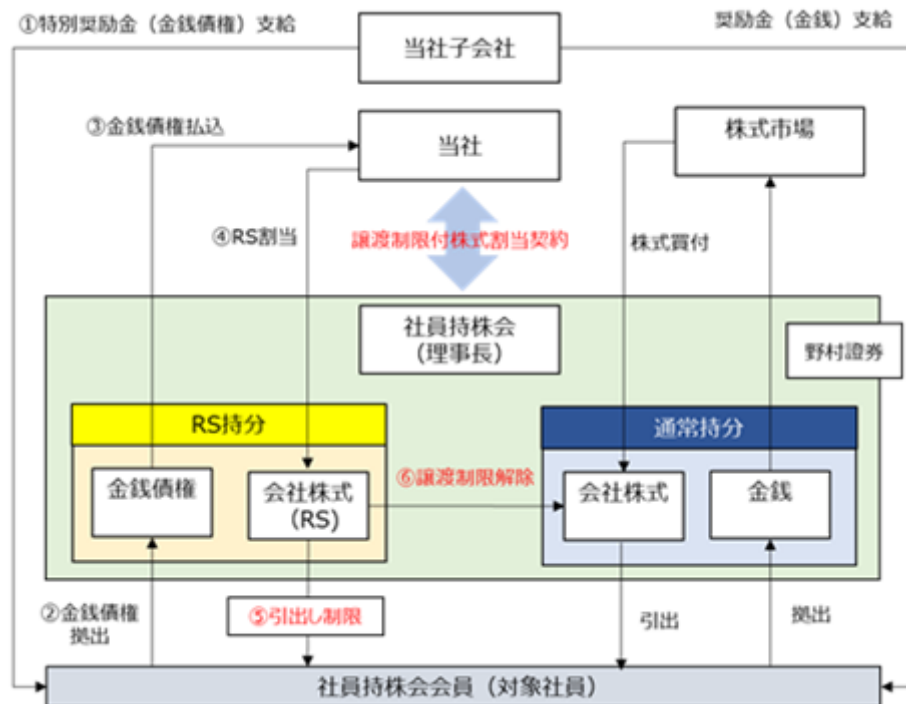 ①特別奨励金（金銭債権）支給
奨励金（金銭）支給
当社子会社
③金銭債権払込
当社
株式市場
④RS割当
譲渡制限付株式割当契約
株式買付
社員持株会
（理事長）
野村證券
RS持分
通常持分
金銭債権
会社株式
（RS）
⑥譲渡制限解除
会社株式
金銭
②金銭債権
拠出
⑤引出し制限
引出
拠出
社員持株会会員（対象社員）